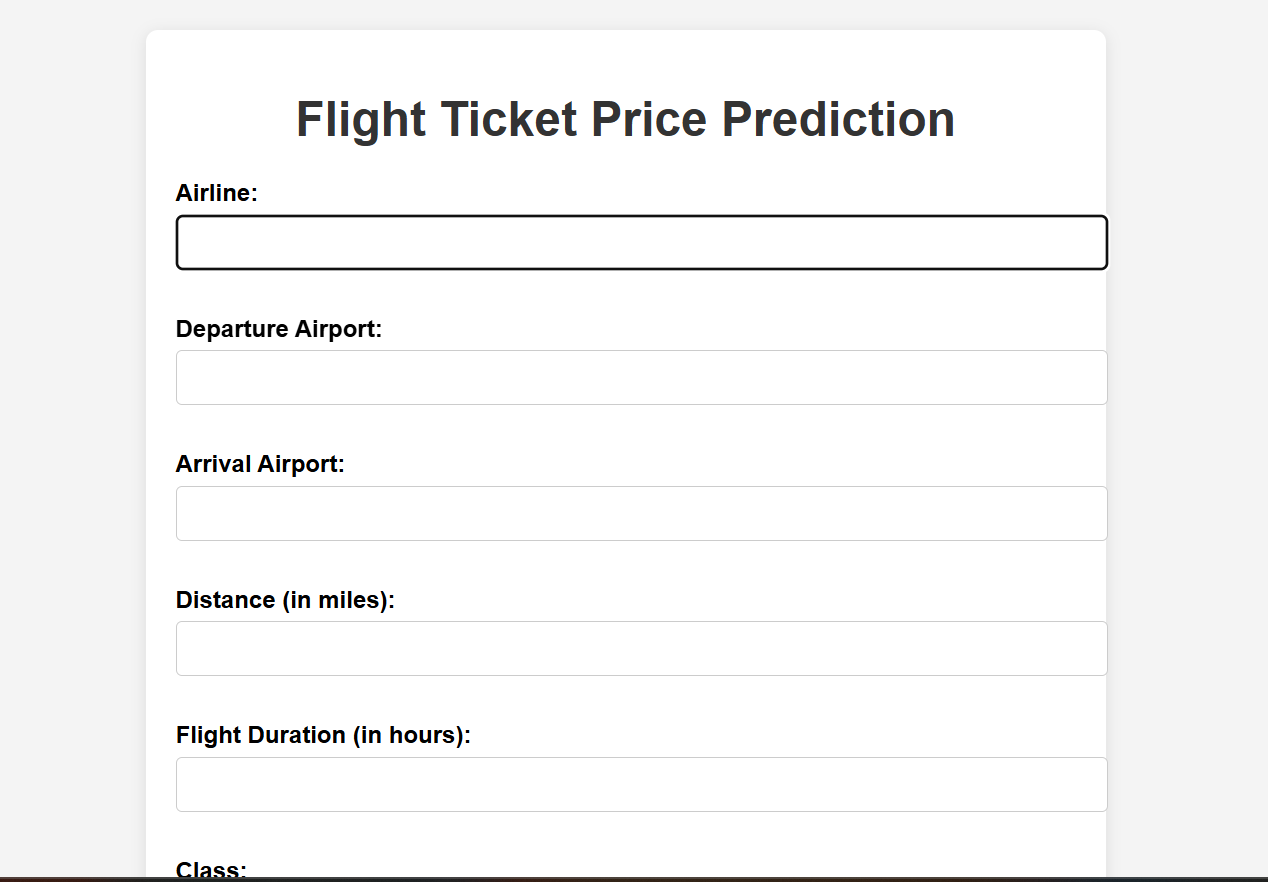 Flight Ticket Price Prediction
Airline:
Departure Airport:
Arrival Airport:
Distance (in miles):
Flight Duration (in hours):
Class: